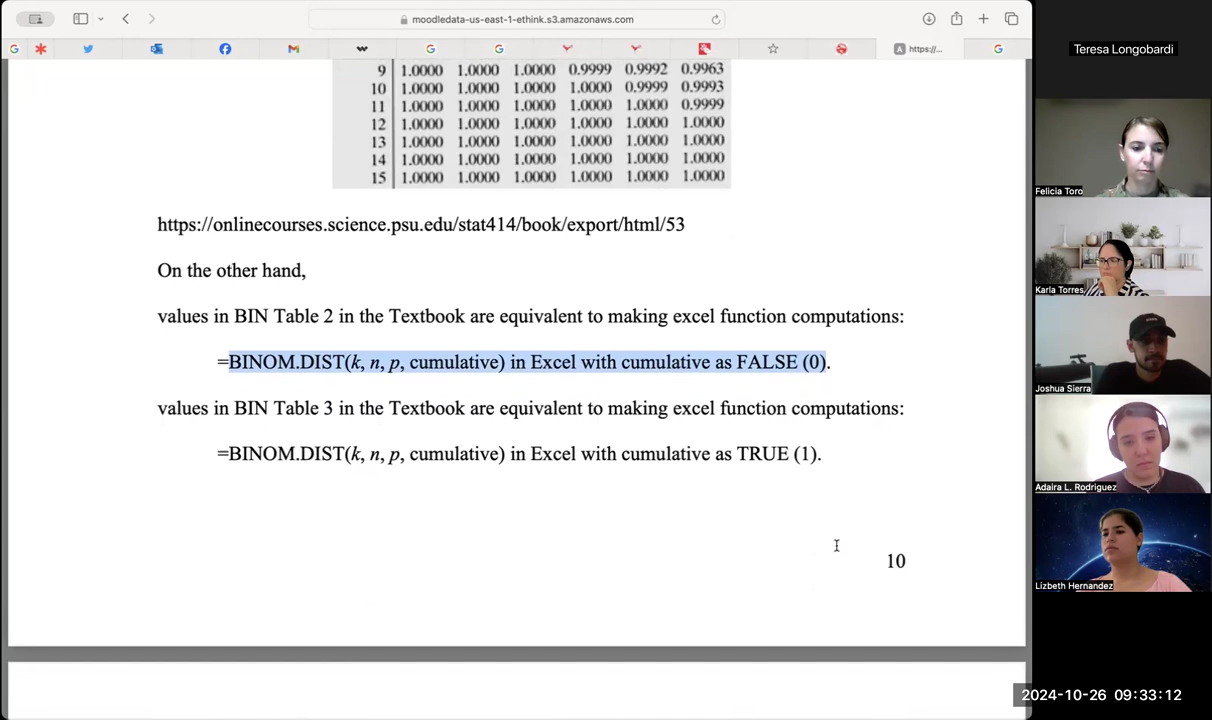 moodledata-us-east-1-ethink.s3.amazonaws.com
https://...
9 1.0000 1.0000 1.0000 0.9999 0.9992 0.9963
10 1.0000 1.0000 1.0000 1.0000 0.9999 0.9993
11 1.0000 1.0000 1.0000 1.0000 1.0000 0.9999
12 1.0000 1.0000 1.0000 1.0000 1.0000 1.0000
13 1.0000 1.0000 1.0000 1.0000 1.0000 1.0000
14 1.0000 1.0000 1.0000 1.0000 1.0000 1.0000
15 1.0000 1.0000 1.0000 1.0000 1.0000 1.0000
https://onlinecourses.science.psu.edu/stat414/book/export/html/53
On the other hand,
values in BIN Table 2 in the Textbook are equivalent to making excel function computations:
=BINOM.DIST(k, n, p, cumulative) in Excel with cumulative as FALSE (0).
values in BIN Table 3 in the Textbook are equivalent to making excel function computations:
=BINOM.DIST(k, n, p, cumulative) in Excel with cumulative as TRUE (1).
10
Teresa Longobardi
Felicia Toro
Karla Torres
Joshua Sierra
Adaira L. Rodriguez
Lizbeth Hernandez
2024-10-26 09:33:12